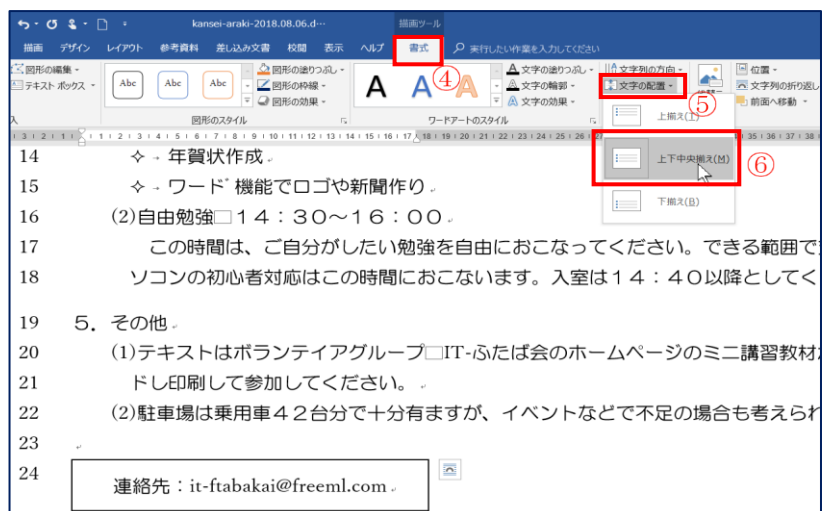 kansei-araki-2018.08.06.d… 描画ツール
描画 デザイン レイアウト 参考資料 差し込み文書 校閲 表示 ヘルプ 書式 実行したい作業を入力してください
図形の編集 図形の塗りつぶし 文字の塗りつぶし 文字列の方向 位置
テキスト ボックス Abc Abc Abc 図形の枠線 A A ④ A 文字の輪郭 文字の配置 ⑤ 文字列の折り返し
図形の効果 文字の効果 前面へ移動
入 図形のスタイル ワードアートのスタイル
上揃え(T)
上下中央揃え(M) ⑥
下揃え(B)
14 年賀状作成
15 ワード機能でロゴや新聞作り
16 (2)自由勉強□14:30~16:00
17 この時間は、ご自分がしたい勉強を自由におこなってください。できる範囲で
18 ソコンの初心者対応はこの時間におこないます。入室は14:40以降としてく
19 5.その他
20 (1)テキストはボランテイアグループ□IT-ふたば会のホームページのミニ講習教材
21 ドし印刷して参加してください。
22 (2)駐車場は乗用車42台分で十分有ますが、イベントなどで不足の場合も考えられ
23
24 連絡先:it-ftabakai@freeml.com